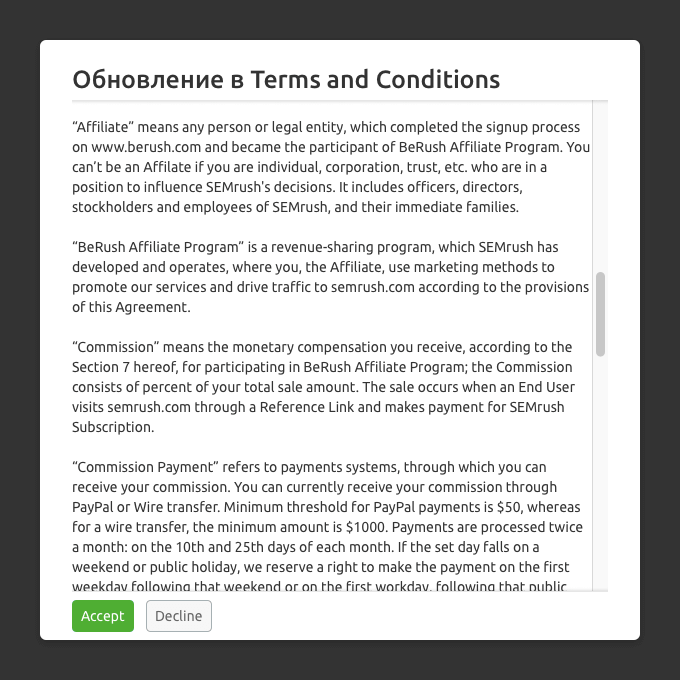 Обновление в Terms and Conditions
“Affiliate” means any person or legal entity, which completed the signup process
on www.berush.com and became the participant of BeRush Affiliate Program. You
can’t be an Affilate if you are individual, corporation, trust, etc. who are in a
position to influence SEMrush's decisions. It includes officers, directors,
stockholders and employees of SEMrush, and their immediate families.
“BeRush Affiliate Program” is a revenue-sharing program, which SEMrush has
developed and operates, where you, the Affiliate, use marketing methods to
promote our services and drive traffic to semrush.com according to the provisions
of this Agreement.
“Commission” means the monetary compensation you receive, according to the
Section 7 hereof, for participating in BeRush Affiliate Program; the Commission
consists of percent of your total sale amount. The sale occurs when an End User
visits semrush.com through a Reference Link and makes payment for SEMrush
Subscription.
“Commission Payment” refers to payments systems, through which you can
receive your commission. You can currently receive your commission through
PayPal or Wire transfer. Minimum threshold for PayPal payments is $50, whereas
for a wire transfer, the minimum amount is $1000. Payments are processed twice
a month: on the 10th and 25th days of each month. If the set day falls on a
weekend or public holiday, we reserve a right to make the payment on the first
weekday following that weekend or on the first workday, following that public
Accept
Decline